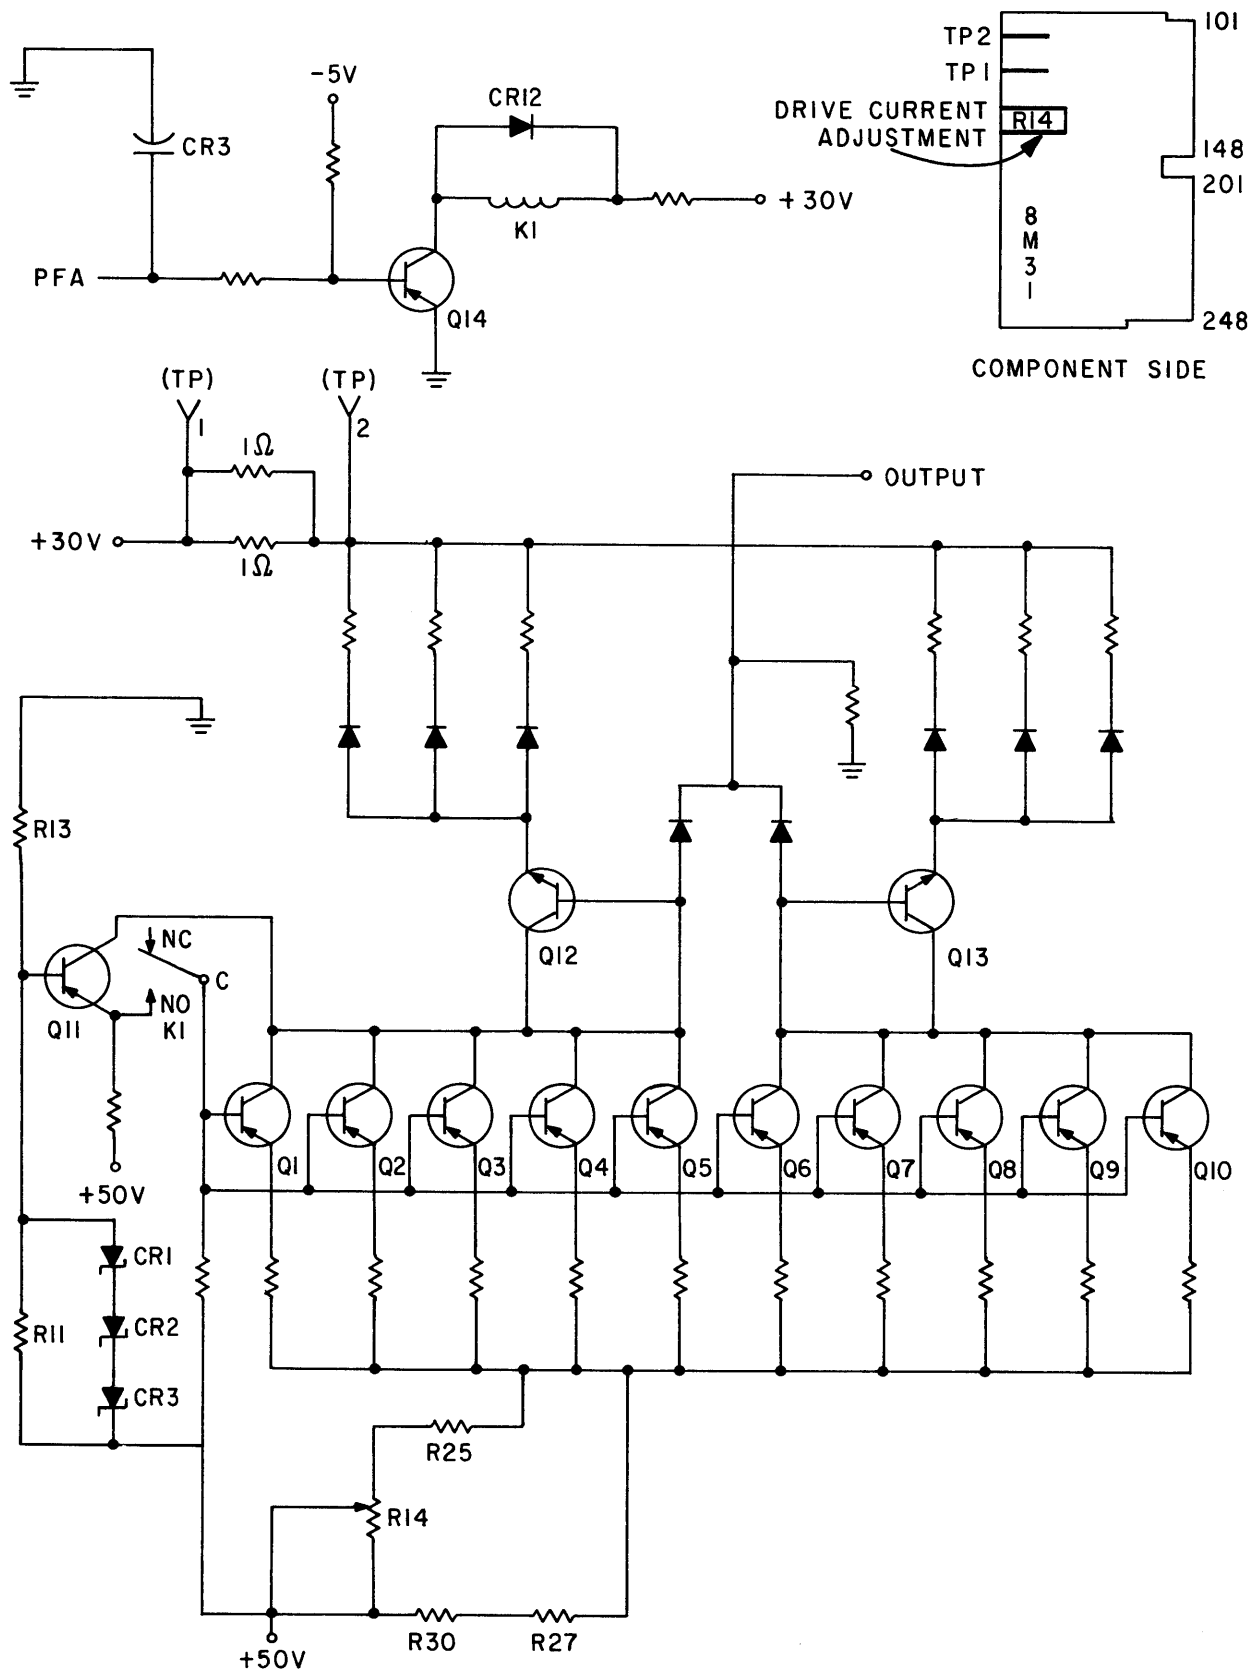 101
TP2
-5V
TP1
CR12
DRIVE CURRENT
ADJUSTMENT
R14
CR3
148
201
+30V
K1
8
M
3
1
PFA
Q14
248
COMPONENT SIDE
(TP)
1
(TP)
2
1Ω
OUTPUT
+30V
1Ω
R13
NC
C
NO
K1
Q11
Q12
Q13
Q1
Q2
Q3
Q4
Q5
Q6
Q7
Q8
Q9
Q10
+50V
CR1
R11
CR2
CR3
R25
R14
R30
R27
+50V